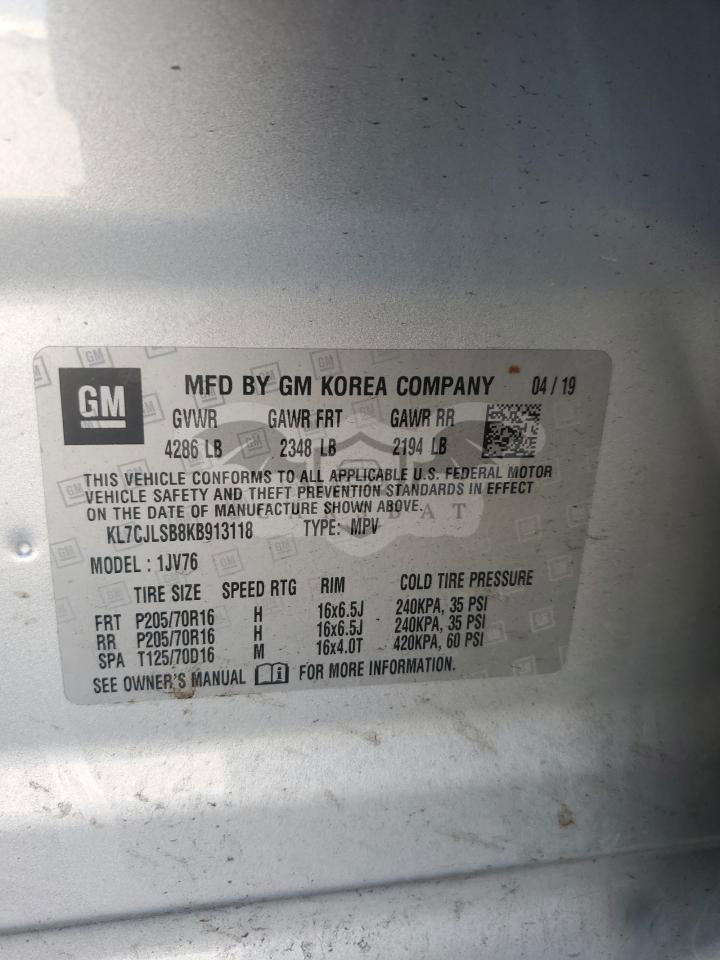 GM MFD BY GM KOREA COMPANY 04 / 19
GVWR GAWR FRT GAWR RR
4286 LB 2348 LB 2194 LB
THIS VEHICLE CONFORMS TO ALL APPLICABLE U.S. FEDERAL MOTOR
VEHICLE SAFETY AND THEFT PREVENTION STANDARDS IN EFFECT
ON THE DATE OF MANUFACTURE SHOWN ABOVE.
KL7CJLSB8KB913118 TYPE: MPV
MODEL : 1JV76
TIRE SIZE SPEED RTG RIM COLD TIRE PRESSURE
FRT P205/70R16 H 16x6.5J 240KPA, 35 PSI
RR P205/70R16 H 16x6.5J 240KPA, 35 PSI
SPA T125/70D16 M 16x4.0T 420KPA, 60 PSI
SEE OWNER'S MANUAL FOR MORE INFORMATION.